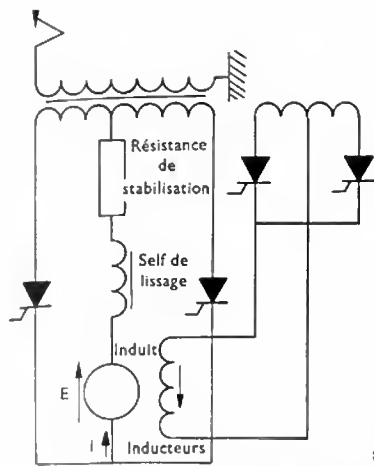 Résistance
de
stabilisation
Self de
lissage
Induit
E
I
Inducteurs